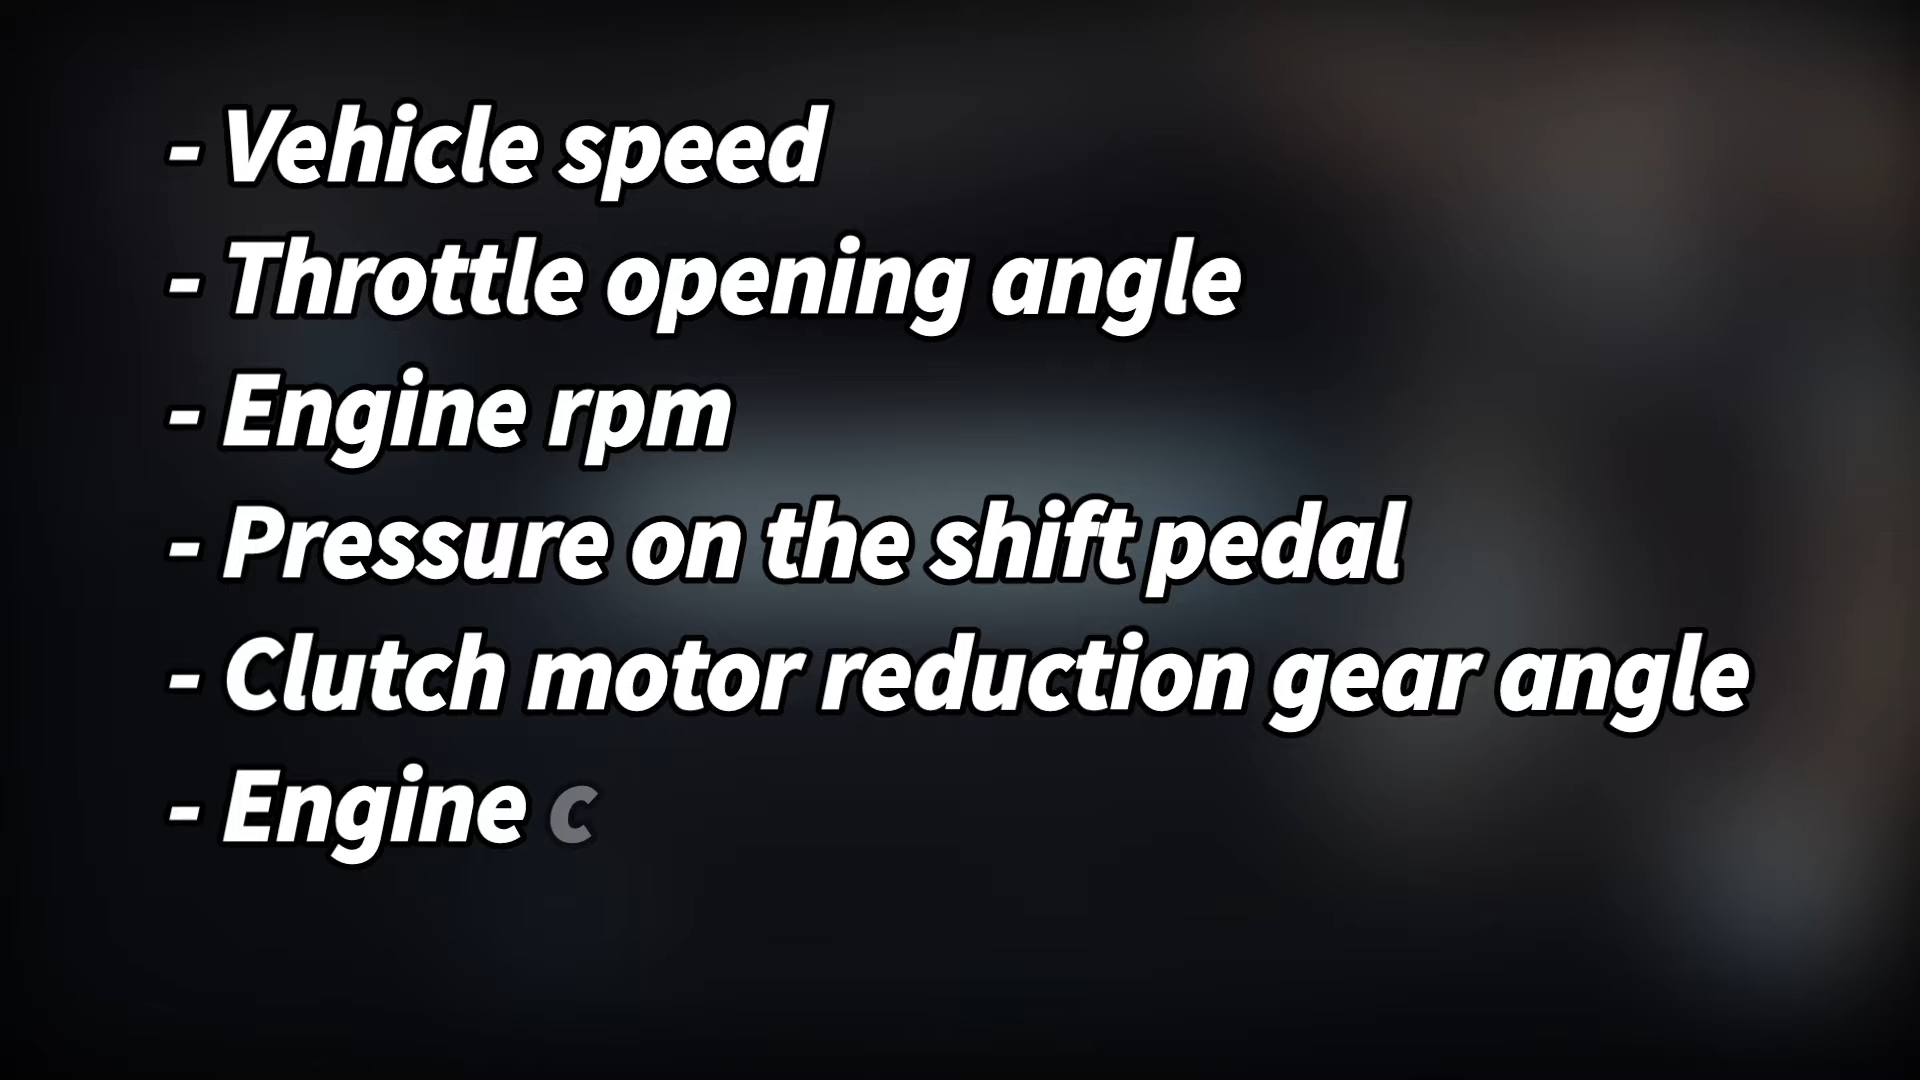 - Vehicle speed
- Throttle opening angle
- Engine rpm
- Pressure on the shift pedal
- Clutch motor reduction gear angle
- Engine c